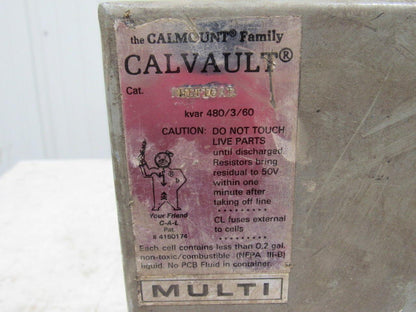 the CALMOUNT® Family
CALVAULT®
Cat.
kvar 480/3/60
CAUTION: DO NOT TOUCH
LIVE PARTS
until discharged.
Resistors bring
residual to 50V
within one
minute after
taking off line
CL fuses external
to cells
Your Friend
C-A-L
Pat.
# 4150174
Each cell contains less than 0.2 gal.
non-toxic/combustible (NFPA III-B)
liquid. No PCB Fluid in container.
MULTI